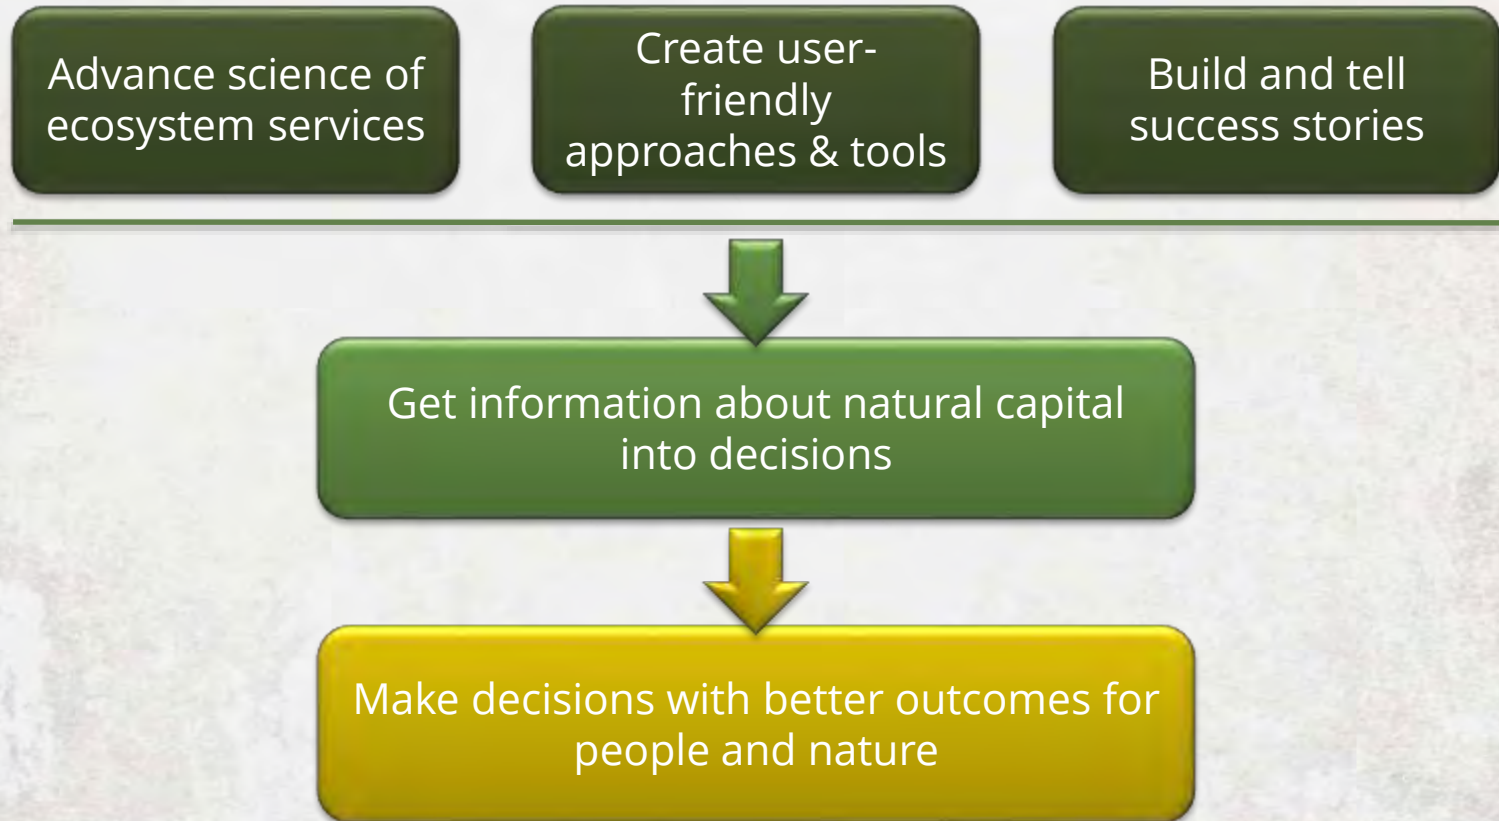 Advance science of
ecosystem services
Create user-
friendly
approaches & tools
Build and tell
success stories
Get information about natural capital
into decisions
Make decisions with better outcomes for
people and nature